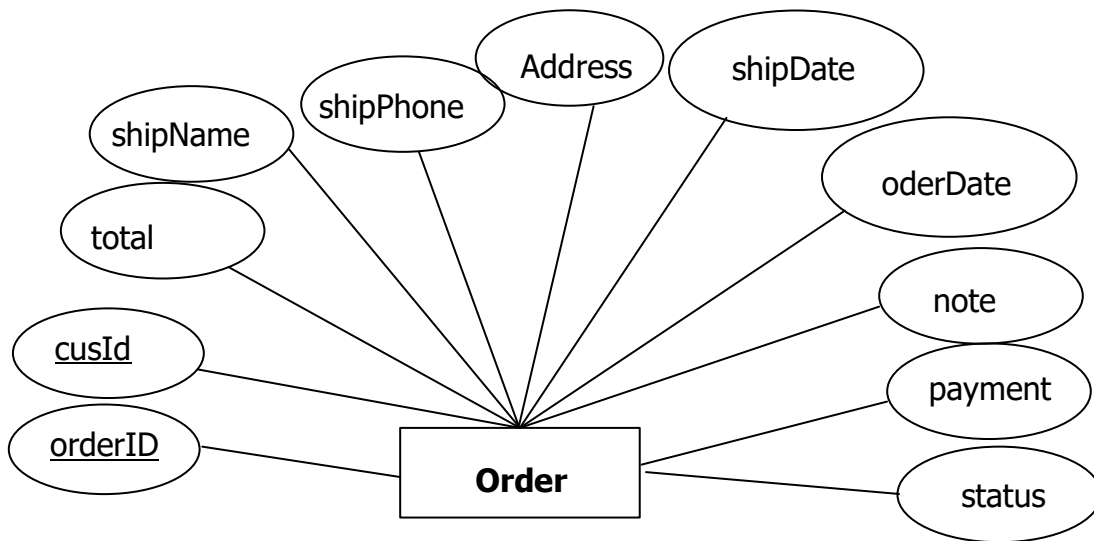 Address
shipDate
shipPhone
shipName
oderDate
total
note
cusId
payment
orderID
Order
status